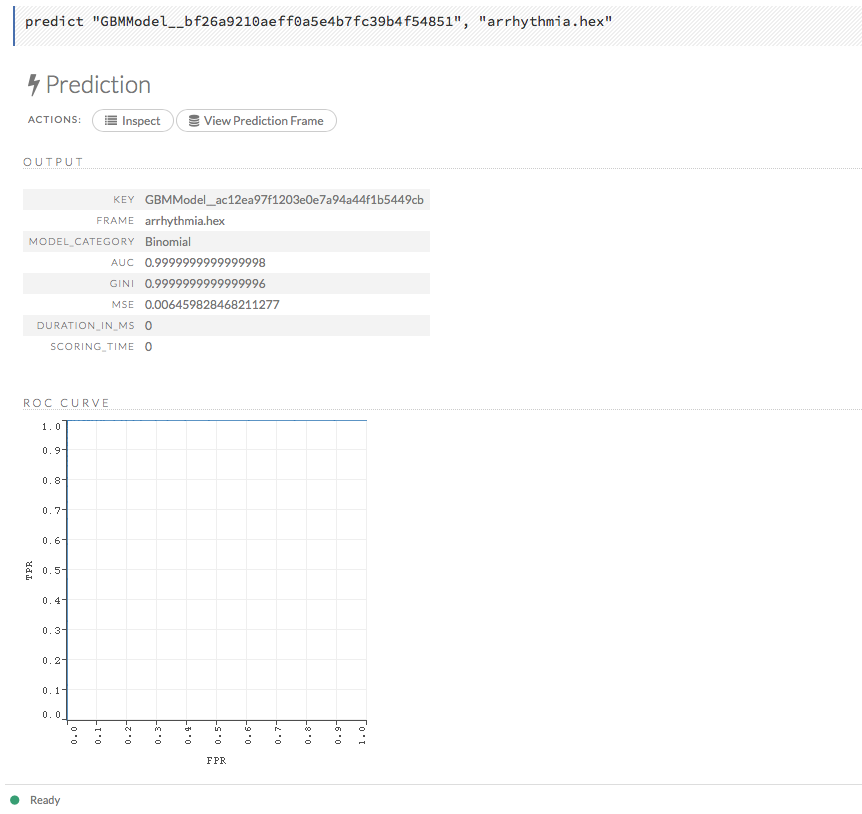 predict "GBMModel__bf26a9210aeff0a5e4b7fc39b4f54851", "arrhythmia.hex"
Prediction
ACTIONS: Inspect View Prediction Frame
OUTPUT
KEY GBMModel__ac12ea97f1203e0e7a94a44f1b5449cb
FRAME arrhythmia.hex
MODEL_CATEGORY Binomial
AUC 0.9999999999999998
GINI 0.9999999999999996
MSE 0.006459828468211277
DURATION_IN_MS 0
SCORING_TIME 0
ROC CURVE
1.0
0.9
0.8
0.7
0.6
TPR
0.5
0.4
0.3
0.2
0.1
0.0
0.0 0.1 0.2 0.3 0.4 0.5 0.6 0.7 0.8 0.9 1.0
FPR
Ready